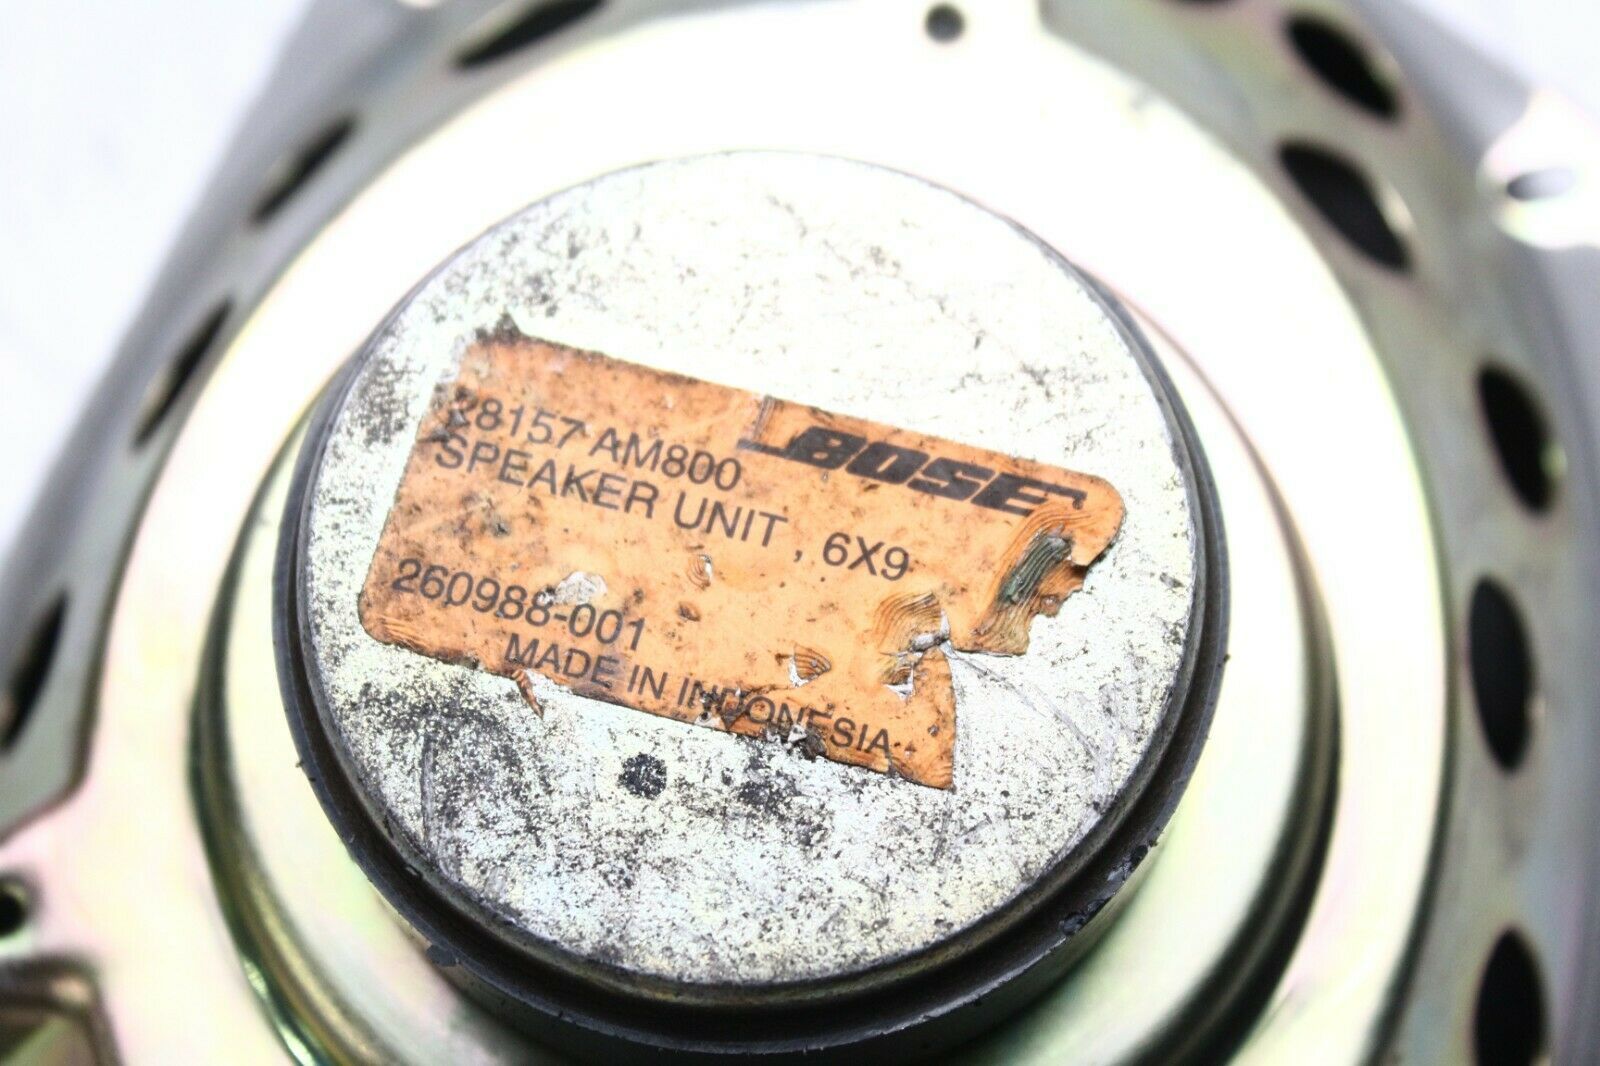 BOSE
28157 AM800
SPEAKER UNIT , 6X9
260988-001
MADE IN INDONESIA